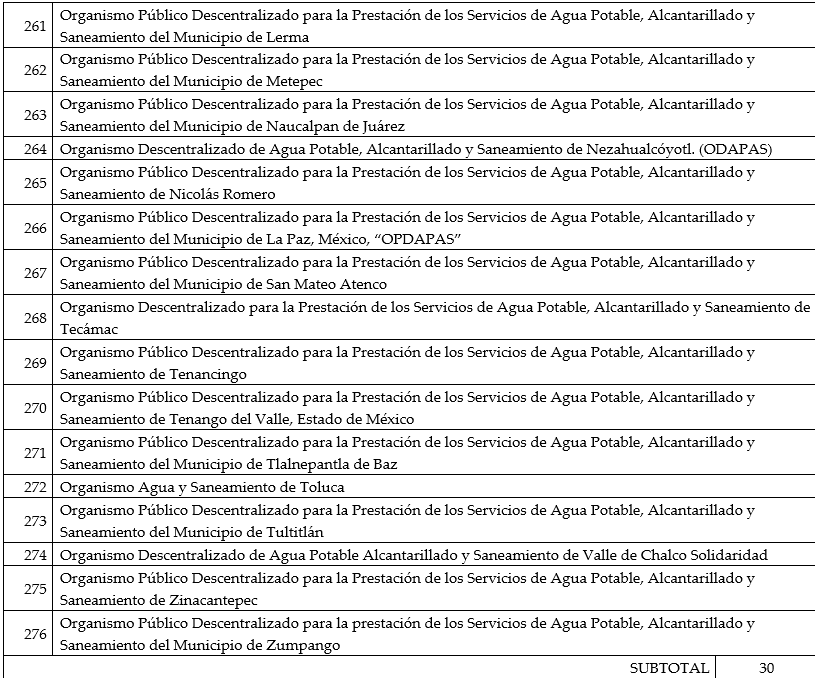 261 Organismo Público Descentralizado para la Prestación de los Servicios de Agua Potable, Alcantarillado y
Saneamiento del Municipio de Lerma
262 Organismo Público Descentralizado para la Prestación de los Servicios de Agua Potable, Alcantarillado y
Saneamiento del Municipio de Metepec
263 Organismo Público Descentralizado para la Prestación de los Servicios de Agua Potable, Alcantarillado y
Saneamiento del Municipio de Naucalpan de Juárez
264 Organismo Descentralizado de Agua Potable, Alcantarillado y Saneamiento de Nezahualcóyotl. (ODAPAS)
265 Organismo Público Descentralizado para la Prestación de los Servicios de Agua Potable, Alcantarillado y
Saneamiento de Nicolás Romero
266 Organismo Público Descentralizado para la Prestación de los Servicios de Agua Potable, Alcantarillado y
Saneamiento del Municipio de La Paz, México, “OPDAPAS”
267 Organismo Público Descentralizado para la Prestación de los Servicios de Agua Potable, Alcantarillado y
Saneamiento del Municipio de San Mateo Atenco
268 Organismo Descentralizado para la Prestación de los Servicios de Agua Potable, Alcantarillado y Saneamiento de
Tecámac
269 Organismo Público Descentralizado para la Prestación de los Servicios de Agua Potable, Alcantarillado y
Saneamiento de Tenancingo
270 Organismo Público Descentralizado para la Prestación de los Servicios de Agua Potable, Alcantarillado y
Saneamiento de Tenango del Valle, Estado de México
271 Organismo Público Descentralizado para la Prestación de los Servicios de Agua Potable, Alcantarillado y
Saneamiento del Municipio de Tlalnepantla de Baz
272 Organismo Agua y Saneamiento de Toluca
273 Organismo Público Descentralizado para la Prestación de los Servicios de Agua Potable, Alcantarillado y
Saneamiento del Municipio de Tultitlán
274 Organismo Descentralizado de Agua Potable Alcantarillado y Saneamiento de Valle de Chalco Solidaridad
275 Organismo Público Descentralizado para la Prestación de los Servicios de Agua Potable, Alcantarillado y
Saneamiento de Zinacantepec
276 Organismo Público Descentralizado para la prestación de los Servicios de Agua Potable, Alcantarillado y
Saneamiento del Municipio de Zumpango
SUBTOTAL 30